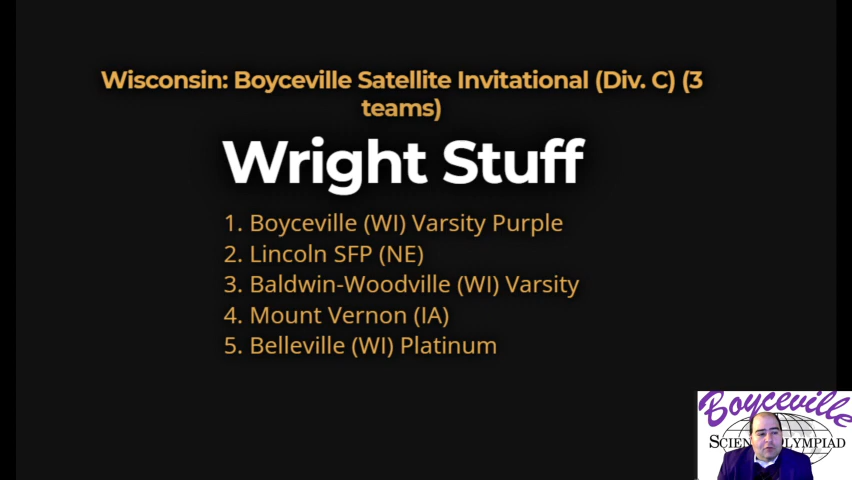 Wisconsin: Boyceville Satellite Invitational (Div. C) (3
teams)
Wright Stuff
1. Boyceville (WI) Varsity Purple
2. Lincoln SFP (NE)
3. Baldwin-Woodville (WI) Varsity
4. Mount Vernon (IA)
5. Belleville (WI) Platinum
Boyceville